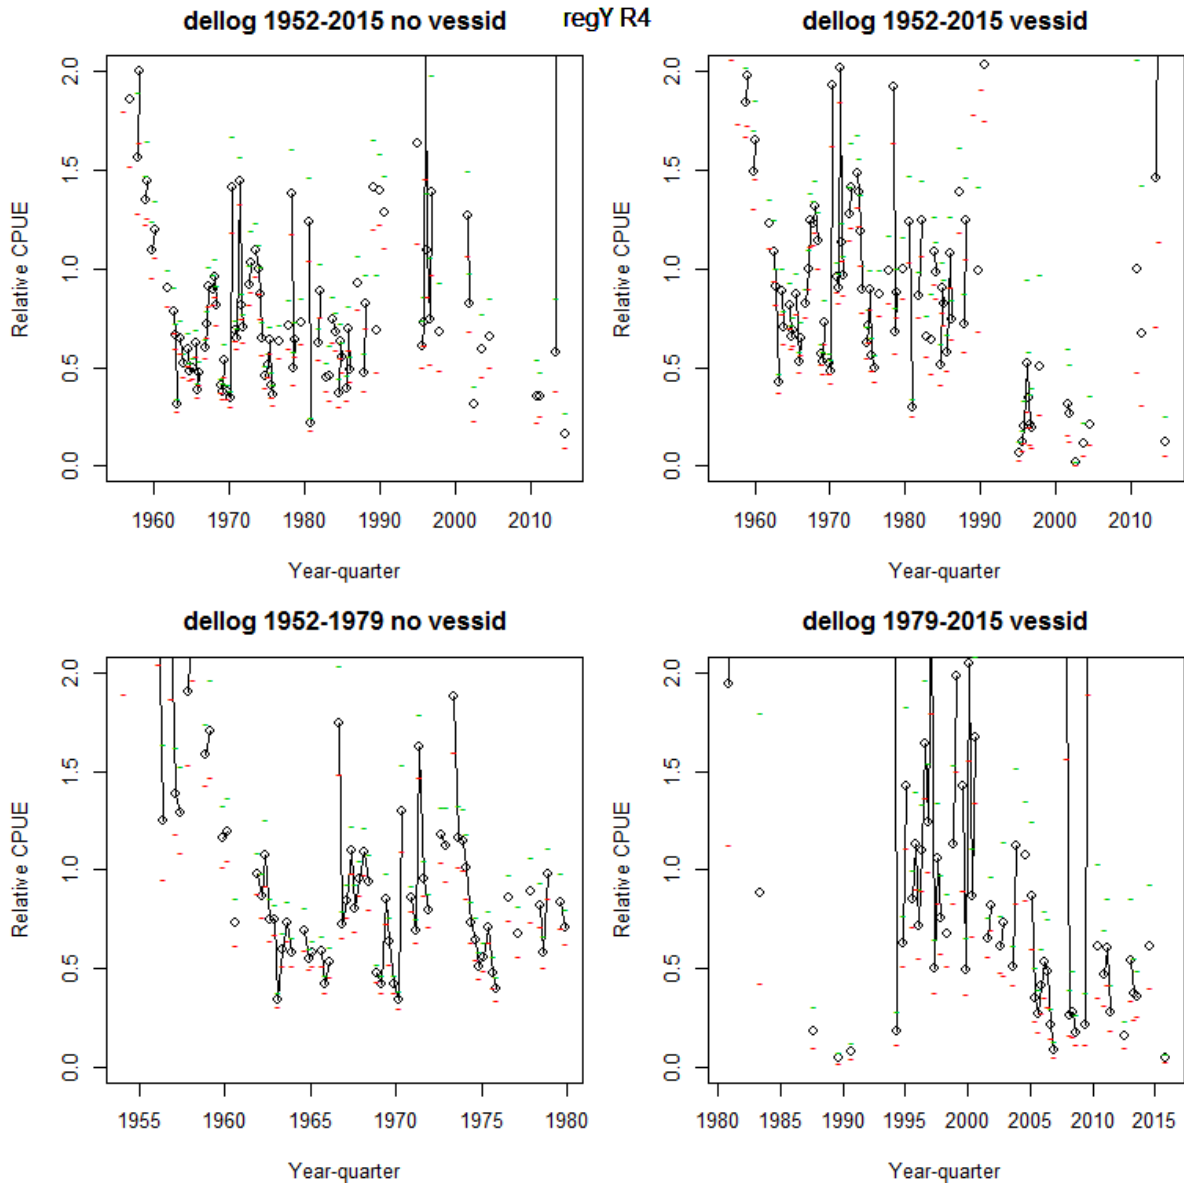 regY R4
dellog 1952-2015 no vessid
Relative CPUE
2.0
1.5
1.0
0.5
0.0
1960 1970 1980 1990 2000 2010
Year-quarter
dellog 1952-2015 vessid
Relative CPUE
2.0
1.5
1.0
0.5
0.0
1960 1970 1980 1990 2000 2010
Year-quarter
dellog 1952-1979 no vessid
Relative CPUE
2.0
1.5
1.0
0.5
0.0
1955 1960 1965 1970 1975 1980
Year-quarter
dellog 1979-2015 vessid
Relative CPUE
2.0
1.5
1.0
0.5
0.0
1980 1985 1990 1995 2000 2005 2010 2015
Year-quarter